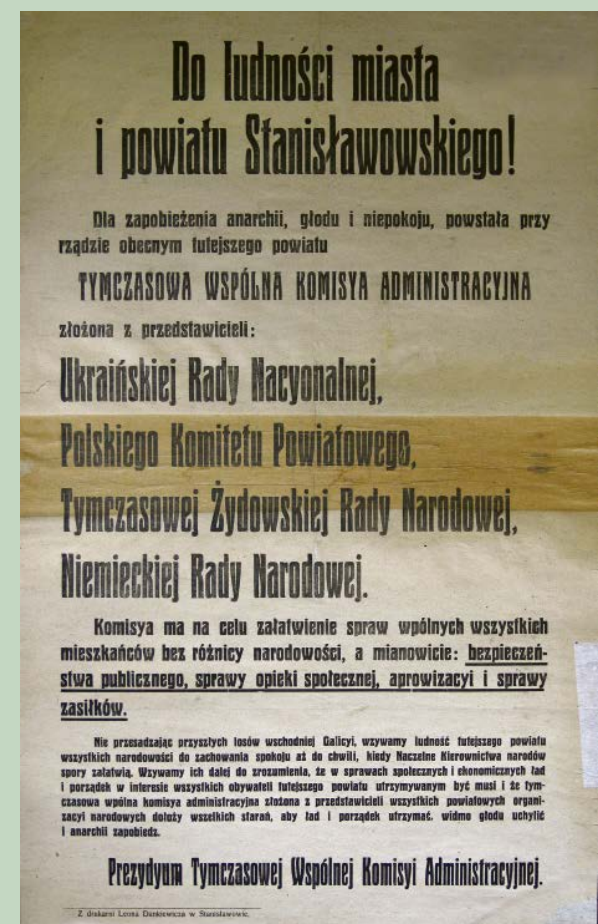 Do ludności miasta
i powiatu Stanisławowskiego!
Dla zapobieżenia anarchii, głodu i niepokoju, powstała przy
rządzie obecnym tutejszego powiatu
TYMCZASOWA WSPÓLNA KOMISYA ADMINISTRACYJNA
złożona z przedstawicieli:
Ukraińskiej Rady Nacyonalnej,
Polskiego Komitetu Powiatowego,
Tymczasowej Żydowskiej Rady Narodowej,
Niemieckiej Rady Narodowej.
Komisya ma na celu załatwienie spraw wpólnych wszystkich
mieszkańców bez różnicy narodowości, a mianowicie: bezpieczeń-
stwa publicznego, sprawy opieki społecznej, aprowizacyi i sprawy
zasiłków.
Nie przesadzając przyszłych losów wschodniej Galicyi, wzywamy ludność tutejszego powiatu
wszystkich narodowości do zachowania spokoju aż do chwili, kiedy Naczelne Kierownictwa narodów
spory załatwią. Wzywamy ich dalej do zrozumienia, że w sprawach społecznych i ekonomicznych ład
i porządek w interesie wszystkich obywateli tutejszego powiatu utrzymywanym być musi i że tym-
czasowa wpólna komisya administracyjna złożona z przedstawicieli wszystkich powiatowych organi-
zacyi narodowych dołoży wszelkich starań, aby ład i porządek utrzymać, widmo głodu uchylić
i anarchii zapobiedz.
Prezydyum Tymczasowej Wspólnej Komisyi Administracyjnej.
Z drukarni Leona Dankiewicza w Stanisławowie.